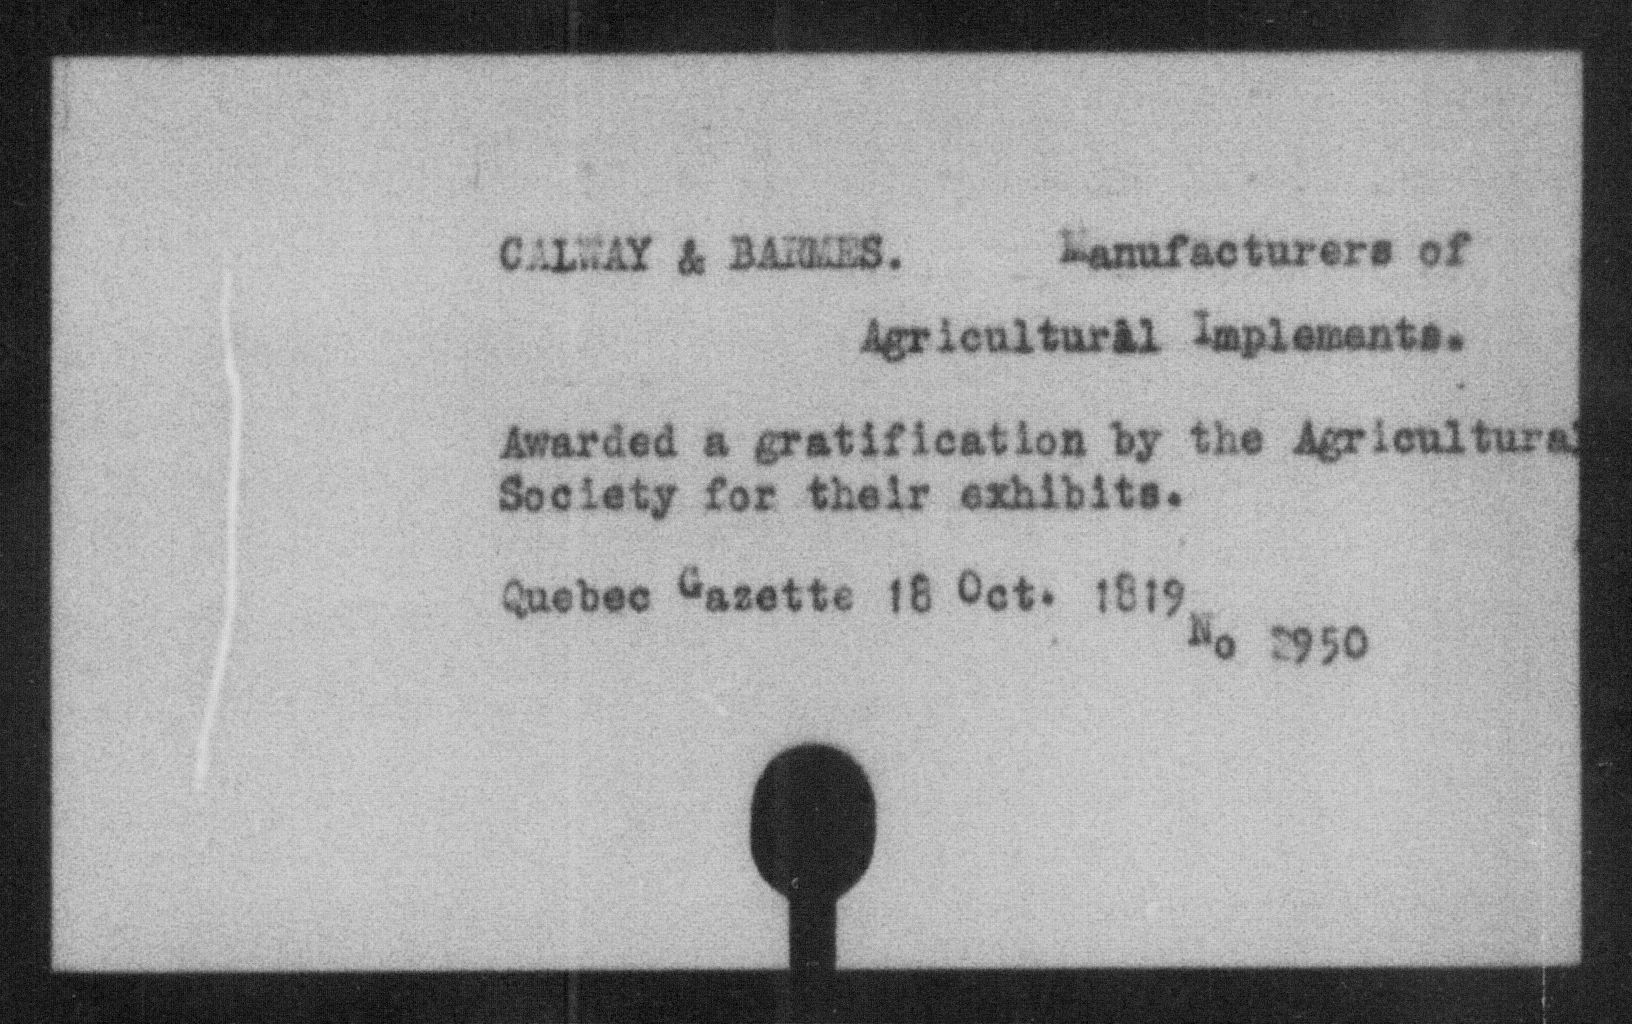 CALWAY & BARMES. Manufacturers of
Agricultural Implements.
Awarded a gratification by the Agricultural
Society for their exhibits.
Quebec Gazette 18 Oct. 1819
No 2950